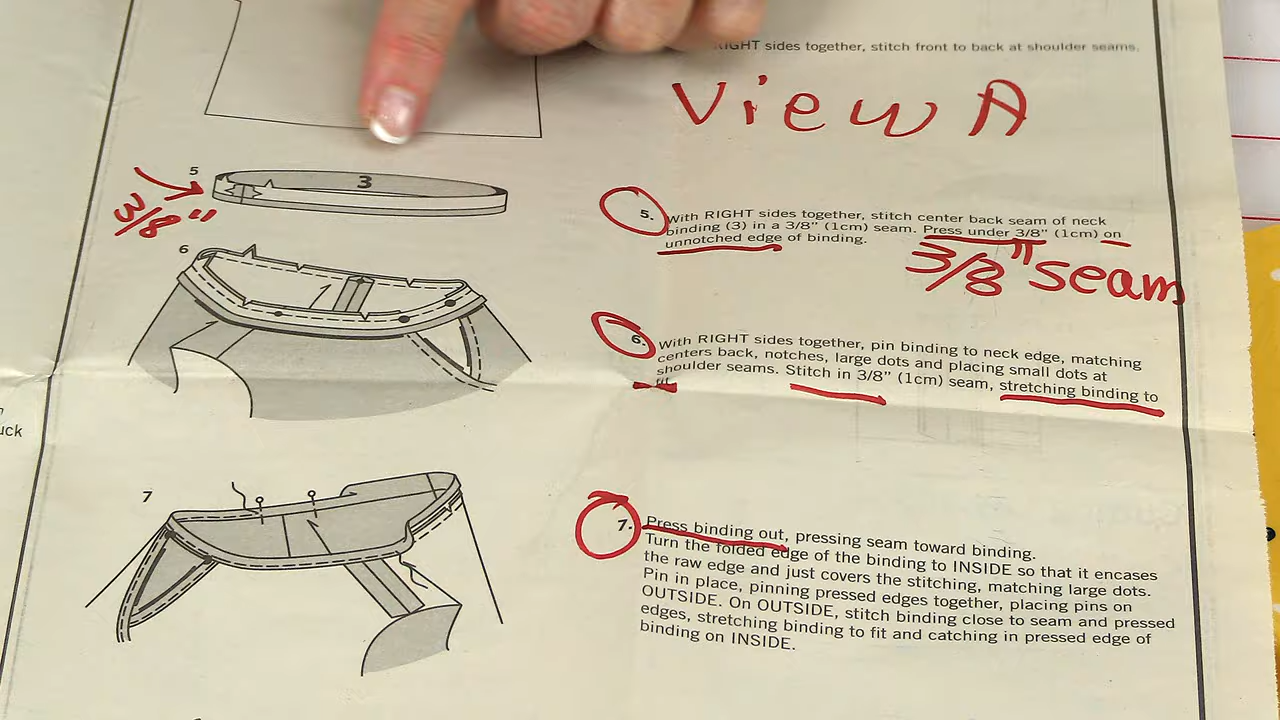 RIGHT sides together, stitch front to back at shoulder seams.
View A
5
3
3/8"
5. With RIGHT sides together, stitch center back seam of neck
binding (3) in a 3/8" (1cm) seam. Press under 3/8" (1cm) on
unnotched edge of binding.
3/8" seam
6
6. With RIGHT sides together, pin binding to neck edge, matching
centers back, notches, large dots and placing small dots at
shoulder seams. Stitch in 3/8" (1cm) seam, stretching binding to
fit.
uck
7
7. Press binding out, pressing seam toward binding.
Turn the folded edge of the binding to INSIDE so that it encases
the raw edge and just covers the stitching, matching large dots.
Pin in place, pinning pressed edges together, placing pins on
OUTSIDE. On OUTSIDE, stitch binding close to seam and pressed
edges, stretching binding to fit and catching in pressed edge of
binding on INSIDE.